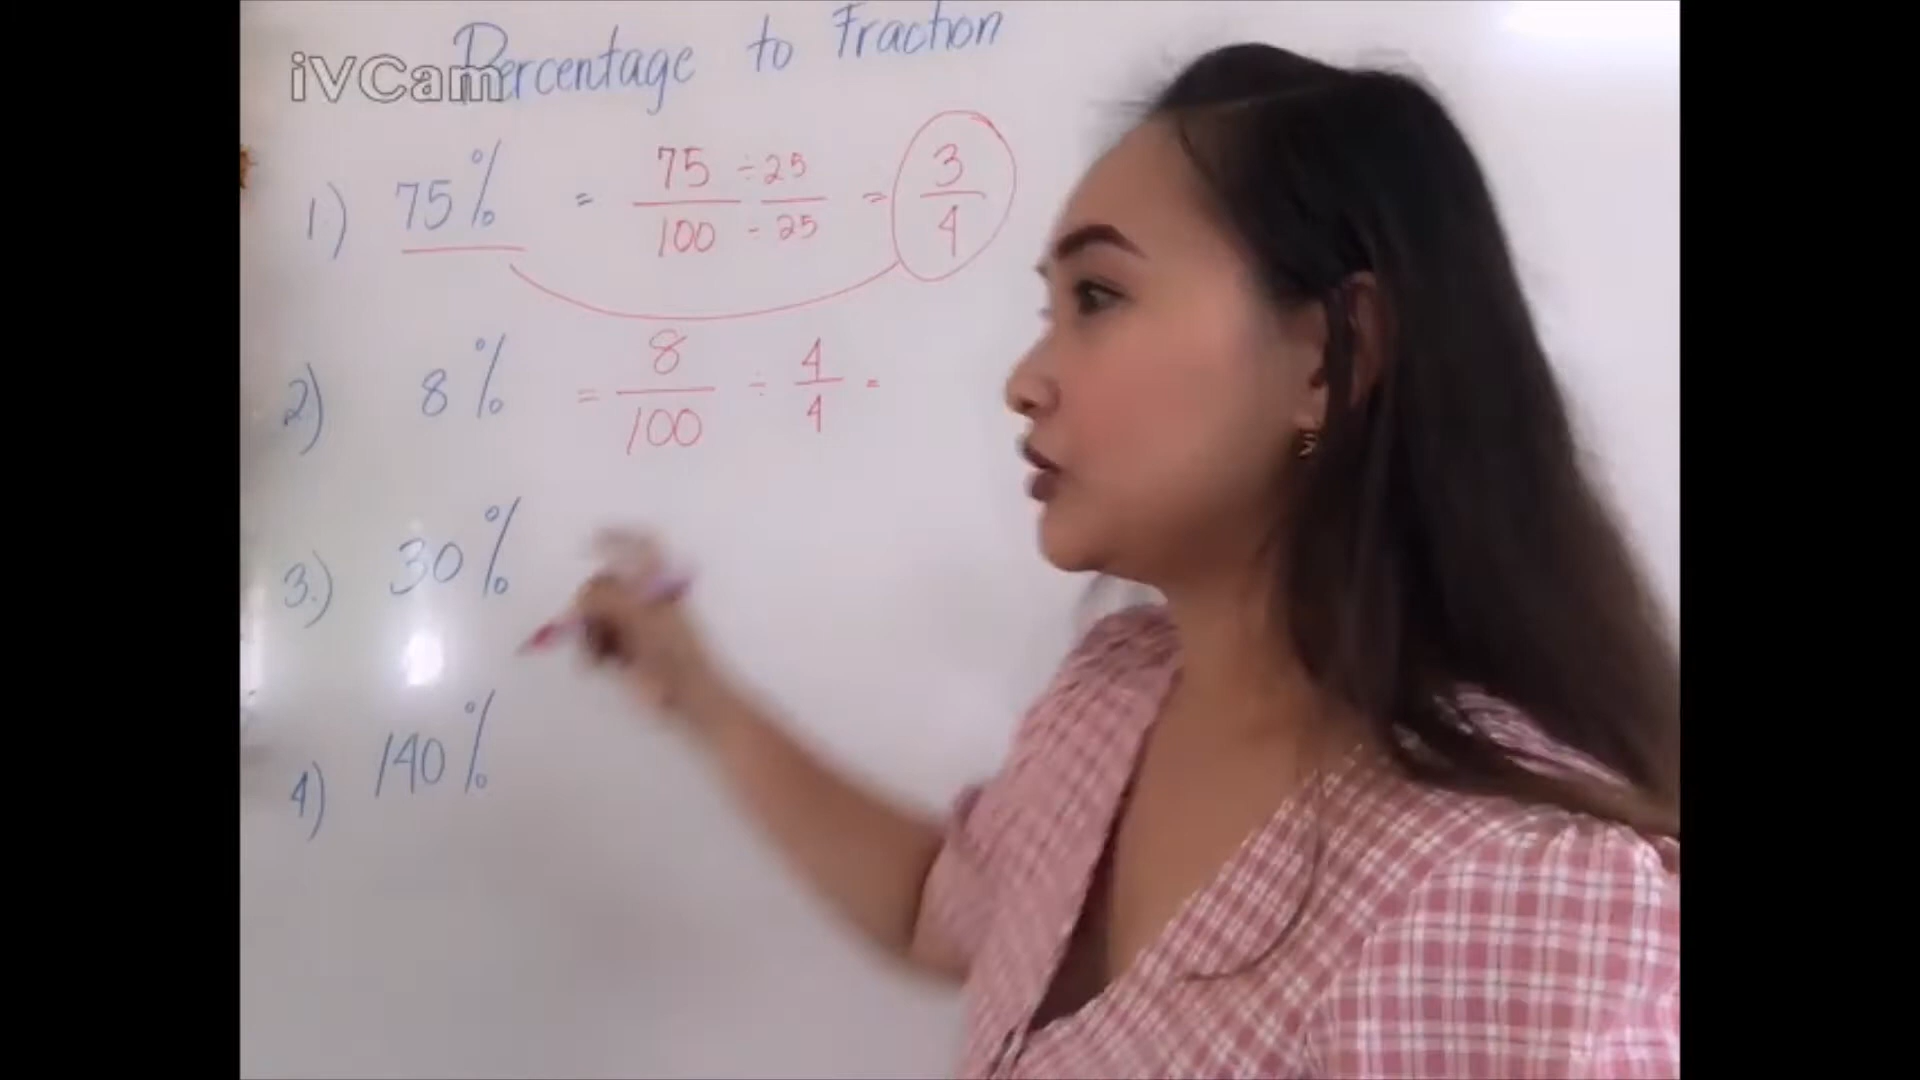 Percentage to Fraction
iVCam
1) 75% = 75/100 ÷25/÷25 = 3/4
2) 8% = 8/100 ÷ 4/4 =
3.) 30%
4) 140%